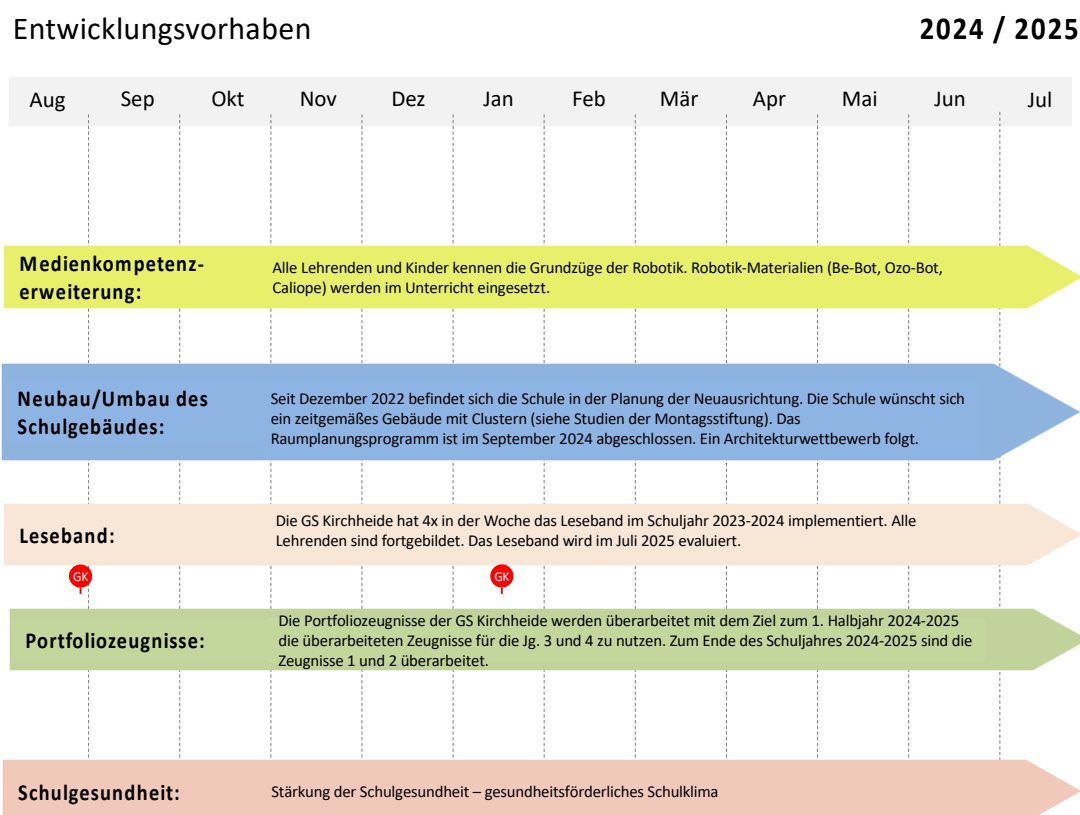 Entwicklungsvorhaben
2024 / 2025
Aug Sep Okt Nov Dez Jan Feb Mär Apr Mai Jun Jul
Medienkompetenz-
erweiterung:
Alle Lehrenden und Kinder kennen die Grundzüge der Robotik. Robotik-Materialien (Be-Bot, Ozo-Bot,
Caliope) werden im Unterricht eingesetzt.
Neubau/Umbau des
Schulgebäudes:
Seit Dezember 2022 befindet sich die Schule in der Planung der Neuausrichtung. Die Schule wünscht sich
ein zeitgemäßes Gebäude mit Clustern (siehe Studien der Montagsstiftung). Das
Raumplanungsprogramm ist im September 2024 abgeschlossen. Ein Architekturwettbewerb folgt.
Leseband:
Die GS Kirchheide hat 4x in der Woche das Leseband im Schuljahr 2023-2024 implementiert. Alle
Lehrenden sind fortgebildet. Das Leseband wird im Juli 2025 evaluiert.
GK GK
Portfoliozeugnisse:
Die Portfoliozeugnisse der GS Kirchheide werden überarbeitet mit dem Ziel zum 1. Halbjahr 2024-2025
die überarbeiteten Zeugnisse für die Jg. 3 und 4 zu nutzen. Zum Ende des Schuljahres 2024-2025 sind die
Zeugnisse 1 und 2 überarbeitet.
Schulgesundheit:
Stärkung der Schulgesundheit – gesundheitsförderliches Schulklima